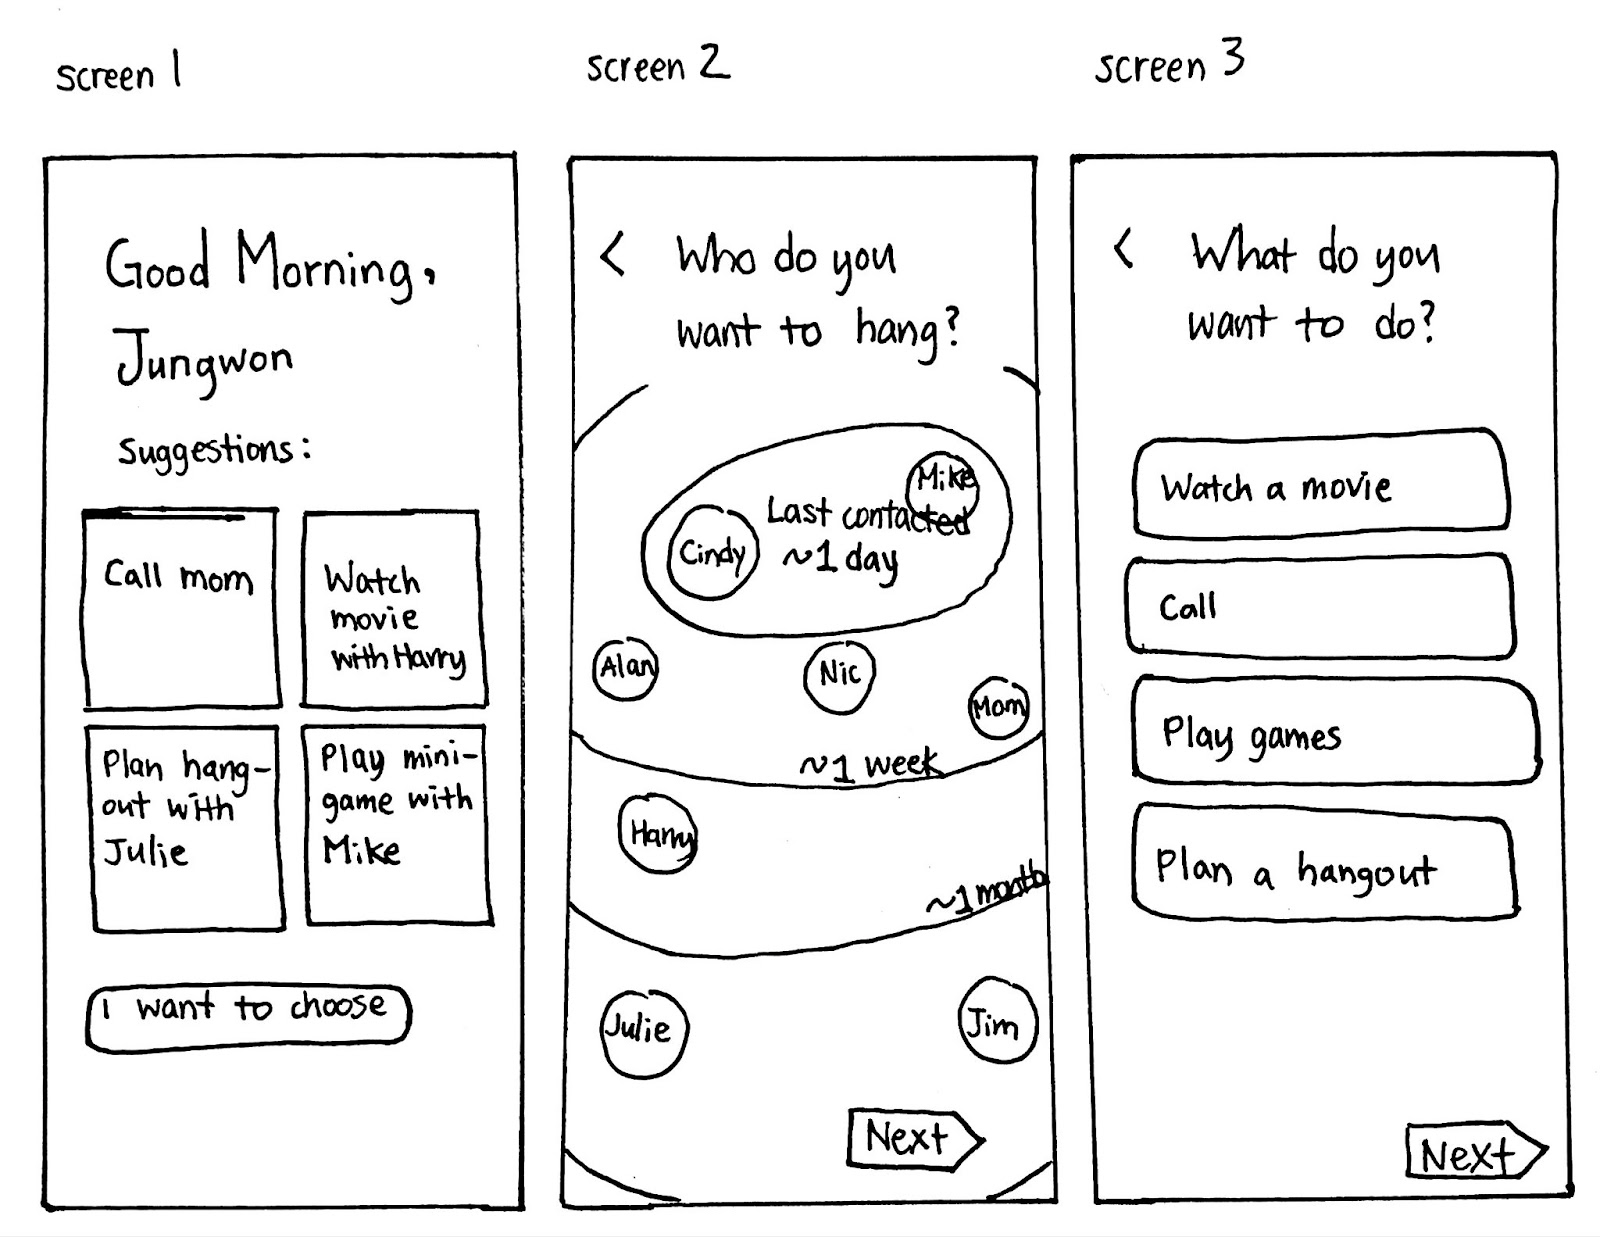 screen 1
Good Morning,
Jungwon
Suggestions:
Call mom
Watch
movie
with Harry
Plan hang-
out with
Julie
Play mini-
game with
Mike
I want to choose
screen 2
< Who do you
want to hang?
Mike
Last contacted
Cindy
~1 day
Alan
Nic
Mom
~1 week
Harry
~1 month
Julie
Jim
Next
screen 3
< What do you
want to do?
Watch a movie
Call
Play games
Plan a hangout
Next